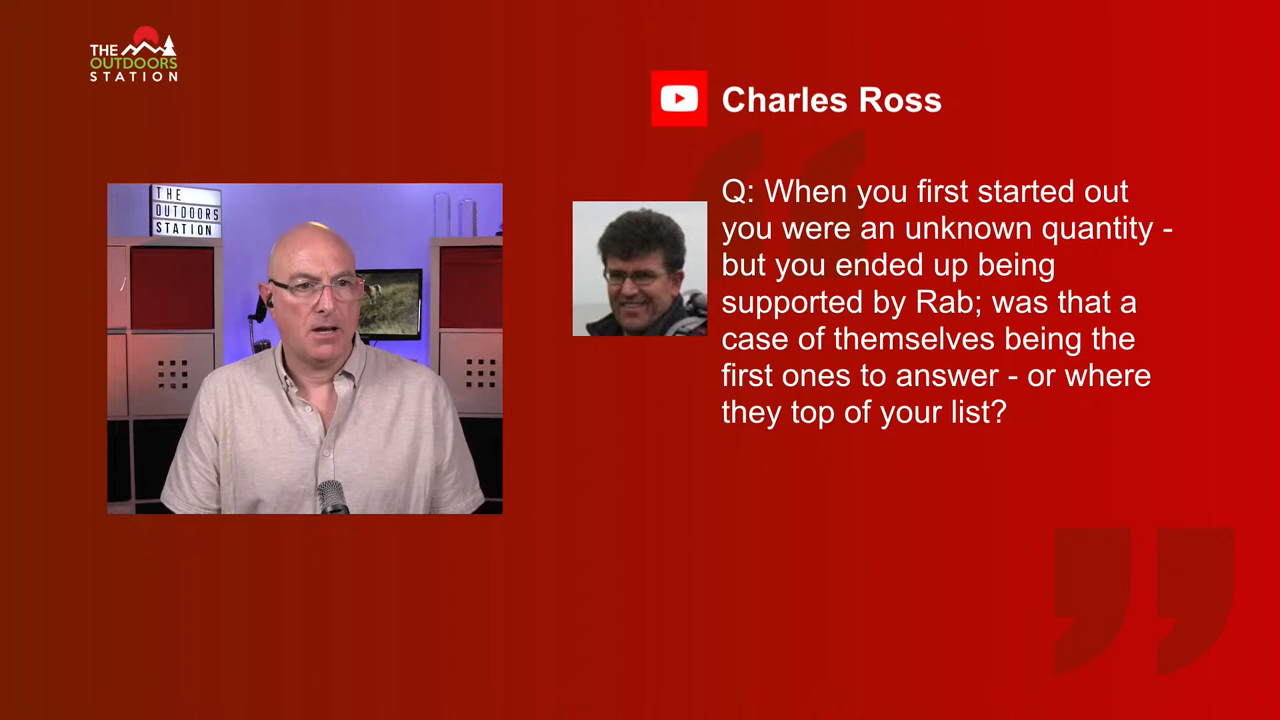 THE
OUTDOORS
STATION
Charles Ross
THE
OUTDOORS
STATION
Q: When you first started out
you were an unknown quantity -
but you ended up being
supported by Rab; was that a
case of themselves being the
first ones to answer - or where
they top of your list?